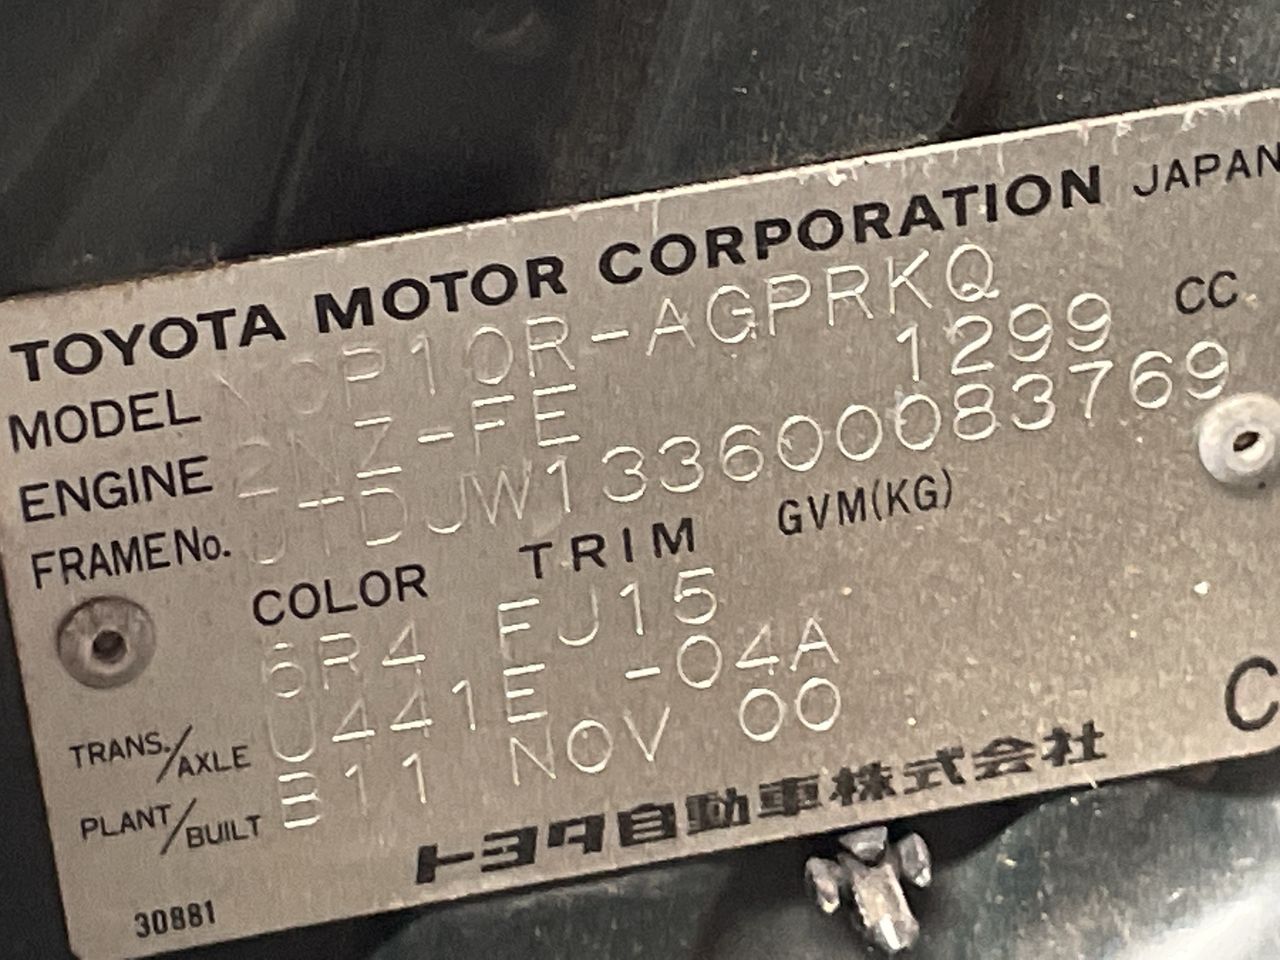 TOYOTA MOTOR CORPORATION JAPAN
MODEL NCP10R-AGPRKQ
ENGINE 2NZ-FE 1299 CC
FRAME No. JTDJW133600083769
COLOR TRIM GVM(KG)
6R4 FJ15
TRANS./AXLE U441E -04A
PLANT/BUILT B11 NOV 00
C
トヨタ自動車株式会社
30881